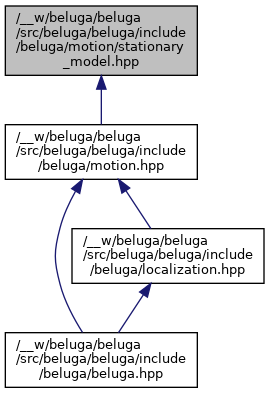 /__w/beluga/beluga
/src/beluga/beluga/include
/beluga/motion/stationary
_model.hpp
/__w/beluga/beluga
/src/beluga/beluga/include
/beluga/motion.hpp
/__w/beluga/beluga
/src/beluga/beluga/include
/beluga/localization.hpp
/__w/beluga/beluga
/src/beluga/beluga/include
/beluga/beluga.hpp